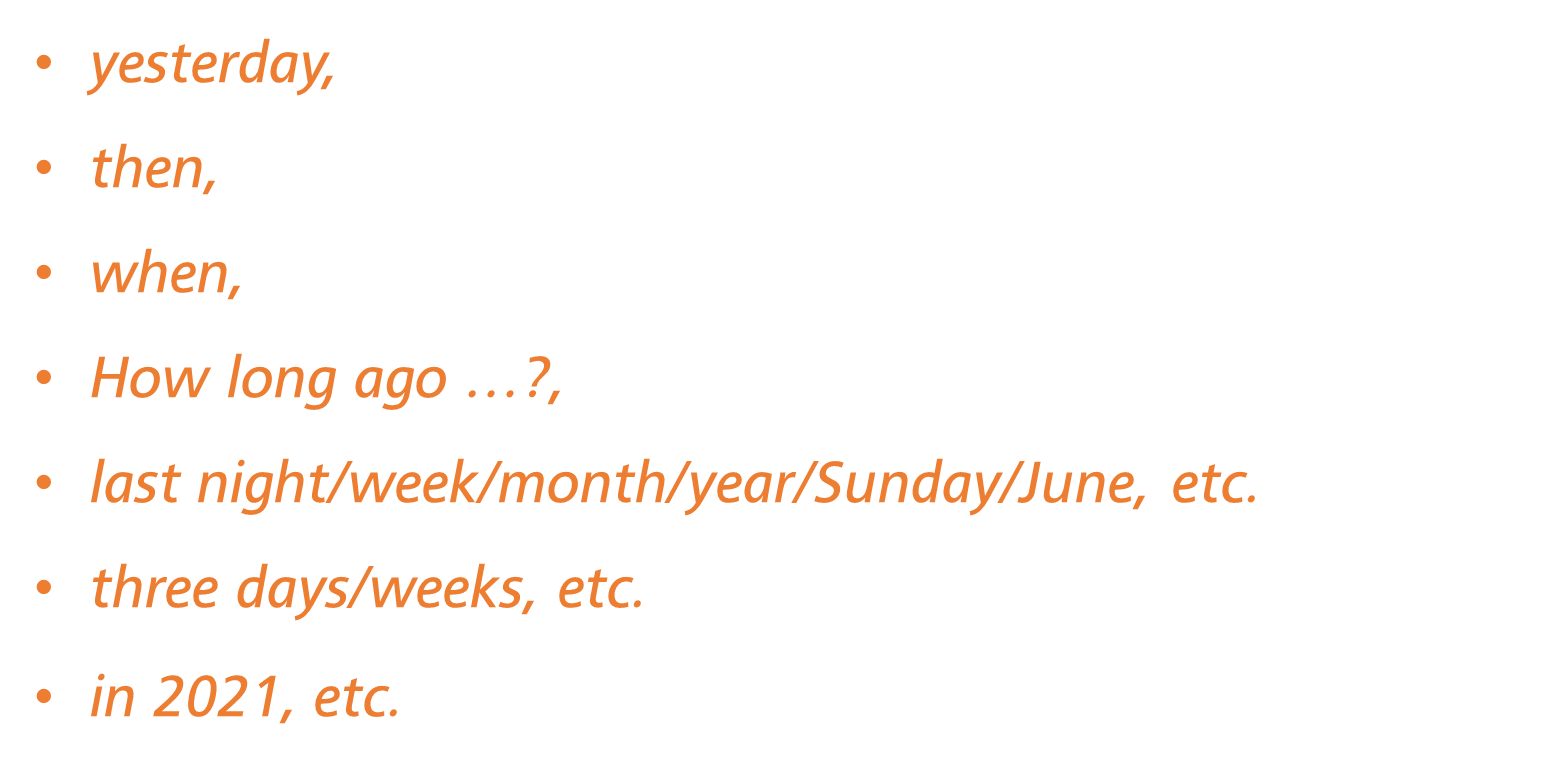 • yesterday,
• then,
• when,
• How long ago …?,
• last night/week/month/year/Sunday/June, etc.
• three days/weeks, etc.
• in 2021, etc.